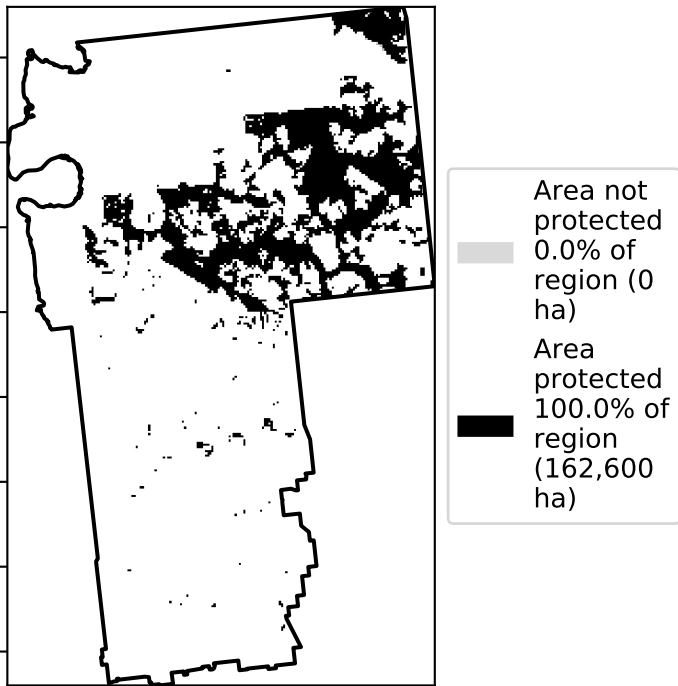 Area not
protected
0.0% of
region (0
ha)
Area
protected
100.0% of
region
(162,600
ha)